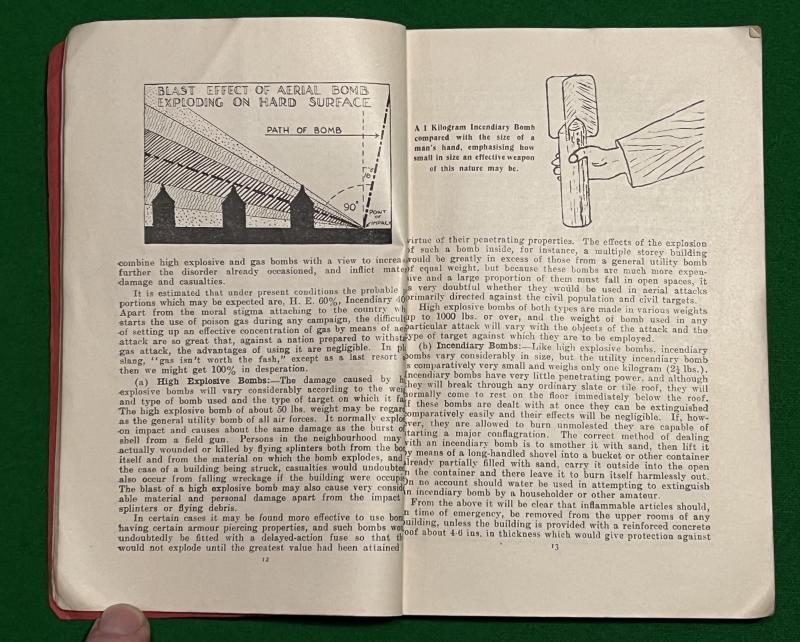 BLAST EFFECT OF AERIAL BOMB
EXPLODING ON HARD SURFACE
PATH OF BOMB
16°
90°
POINT
OF
IMPACT
combine high explosive and gas bombs with a view to
further the disorder already occasioned, and inflict
damage and casualties.
It is estimated that under present conditions the probable
portions which may be expected are, H. E. 60%, Incendiary
Apart from the moral stigma attaching to the country
starts the use of poison gas during any campaign, the
of setting up an effective concentration of gas by means of
attack are so great that, against a nation prepared to
gas attack, the advantages of using it are negligible. In
slang, "gas isn't worth the fash," except as a last resort
then we might get 100% in desperation.
(a) High Explosive Bombs:—The damage caused by
explosive bombs will vary considerably according to the
and type of bomb used and the type of target on which it
The high explosive bomb of about 50 lbs. weight may be
as the general utility bomb of all air forces. It normally
on impact and causes about the same damage as the burst
shell from a field gun. Persons in the neighbourhood may
actually wounded or killed by flying splinters both from the
itself and from the material on which the bomb explodes, and
the case of a building being struck, casualties would
also occur from falling wreckage if the building were
The blast of a high explosive bomb may also cause very
able material and personal damage apart from the impact
splinters or flying debris.
In certain cases it may be found more effective to use
having certain armour piercing properties, and such bombs
undoubtedly be fitted with a delayed-action fuse so that
would not explode until the greatest value had been attained
12
A 1 Kilogram Incendiary Bomb
compared with the size of a
man's hand, emphasising how
small in size an effective weapon
of this nature may be.
virtue of their penetrating properties. The effects of the explosion
of such a bomb inside, for instance, a multiple storey building
would be greatly in excess of those from a general utility bomb
of equal weight, but because these bombs are much more expen-
sive and a large proportion of them must fall in open spaces, it
is very doubtful whether they would be used in aerial attacks
primarily directed against the civil population and civil targets.
High explosive bombs of both types are made in various weights
up to 1000 lbs. or over, and the weight of bomb used in any
particular attack will vary with the objects of the attack and the
type of target against which they are to be employed.
(b) Incendiary Bombs:—Like high explosive bombs, incendiary
bombs vary considerably in size, but the utility incendiary bomb
is comparatively very small and weighs only one kilogram (2¼ lbs.).
Incendiary bombs have very little penetrating power, and although
they will break through any ordinary slate or tile roof, they will
normally come to rest on the floor immediately below the roof.
If these bombs are dealt with at once they can be extinguished
comparatively easily and their effects will be negligible. If, how-
ever, they are allowed to burn unmolested they are capable of
starting a major conflagration. The correct method of dealing
with an incendiary bomb is to smother it with sand, then lift it
by means of a long-handled shovel into a bucket or other container
already partially filled with sand, carry it outside into the open
in the container and there leave it to burn itself harmlessly out.
On no account should water be used in attempting to extinguish
an incendiary bomb by a householder or other amateur.
From the above it will be clear that inflammable articles should,
in time of emergency, be removed from the upper rooms of any
building, unless the building is provided with a reinforced concrete
roof about 4-6 ins. in thickness which would give protection against
13